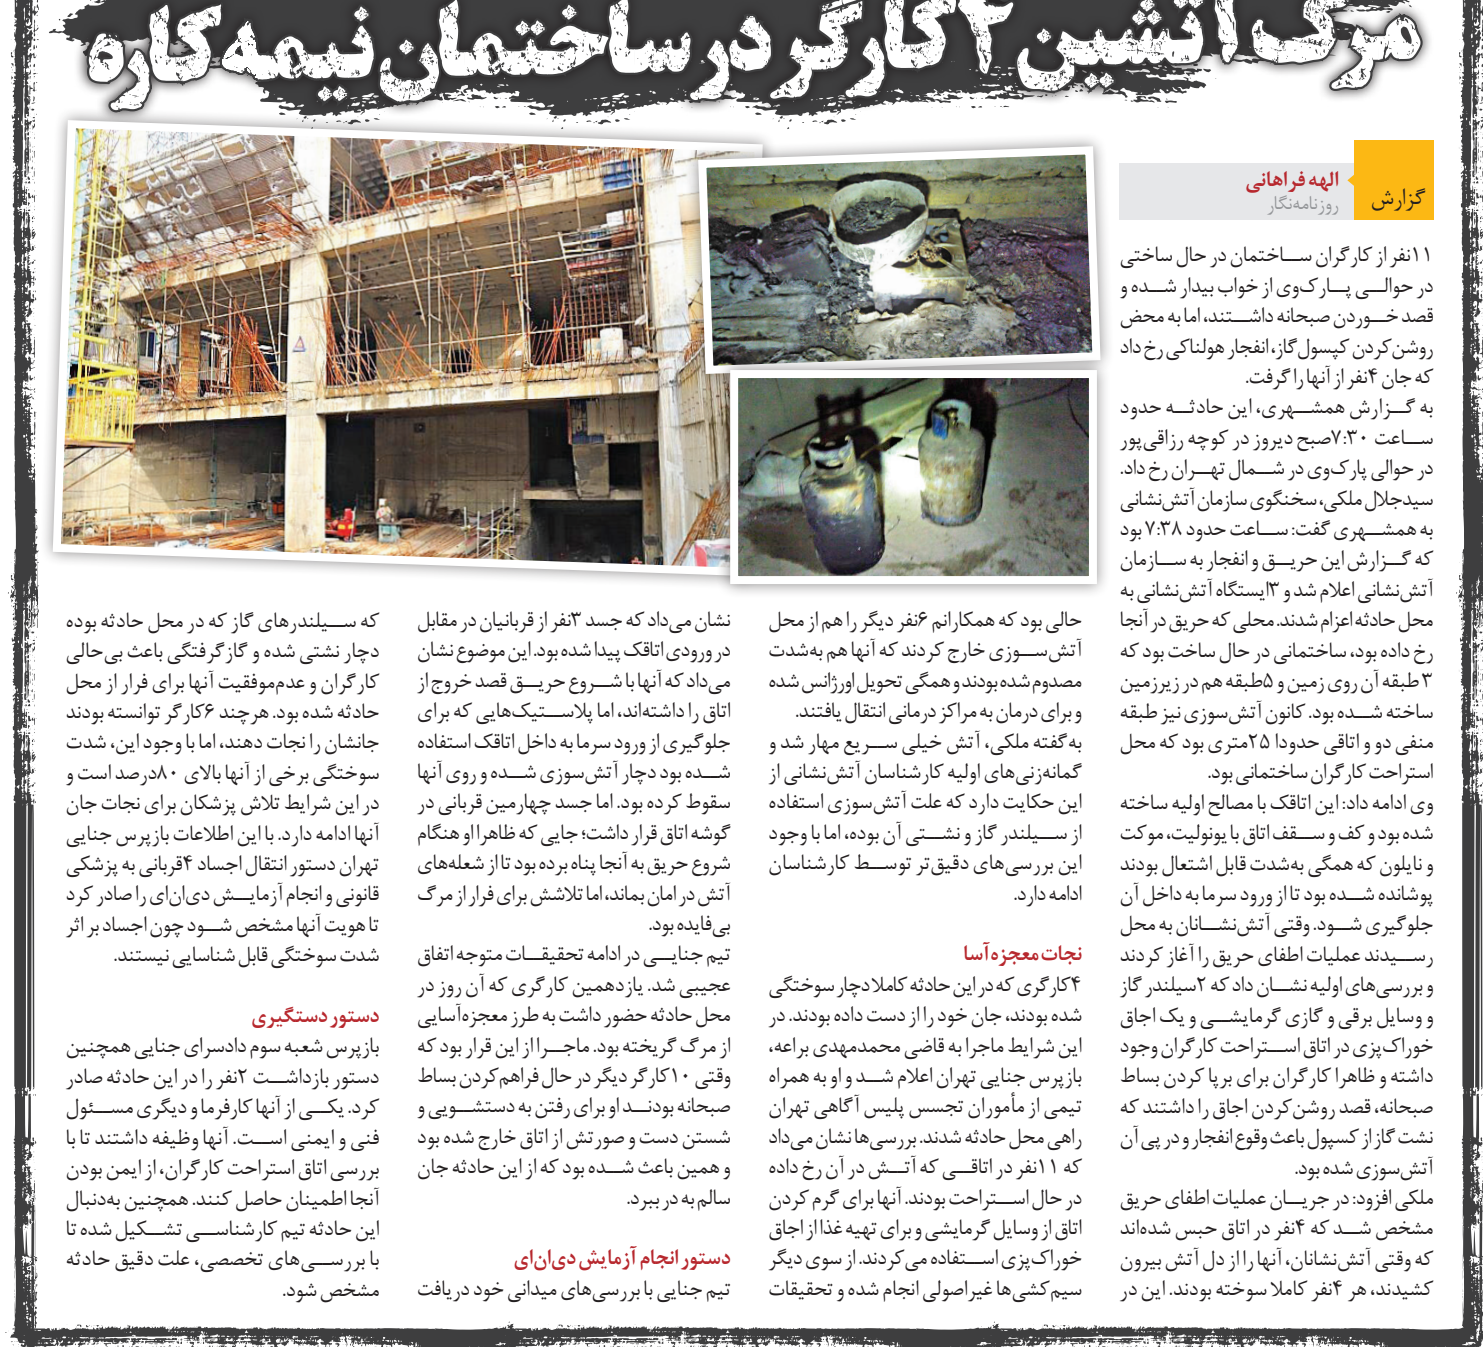 مرگ آتشین ۴ کارگر در ساختمان نیمه‌کاره
گزارش
الهه فراهانی
روزنامه‌نگار
۱۱نفر از کارگران ساختمان در حال ساختی
در حوالی پارک‌وی از خواب بیدار شده و
قصد خوردن صبحانه داشتند، اما به محض
روشن کردن کپسول گاز، انفجار هولناکی رخ داد
که جان ۴نفر از آنها را گرفت.
به گزارش همشهری، این حادثه حدود
ساعت ۷:۳۰صبح دیروز در کوچه رزاقی‌پور
در حوالی پارک‌وی در شمال تهران رخ داد.
سیدجلال ملکی، سخنگوی سازمان آتش‌نشانی
به همشهری گفت: ساعت حدود ۷:۳۸ بود
که گزارش این حریق و انفجار به سازمان
آتش‌نشانی اعلام شد و ۳ایستگاه آتش‌نشانی به
محل حادثه اعزام شدند. محلی که حریق در آنجا
رخ داده بود، ساختمانی در حال ساخت بود که
۳طبقه آن روی زمین و ۵طبقه هم در زیرزمین
ساخته شده بود. کانون آتش‌سوزی نیز طبقه
منفی دو و اتاقی حدودا ۲۵متری بود که محل
استراحت کارگران ساختمانی بود.
وی ادامه داد: این اتاقک با مصالح اولیه ساخته
شده بود و کف و سقف اتاق با یونولیت، موکت
و نایلون که همگی به‌شدت قابل اشتعال بودند
پوشانده شده بود تا از ورود سرما به داخل آن
جلوگیری شود. وقتی آتش‌نشانان به محل
رسیدند عملیات اطفای حریق را آغاز کردند
و بررسی‌های اولیه نشان داد که ۲سیلندر گاز
و وسایل برقی و گازی گرمایشی و یک اجاق
خوراک‌پزی در اتاق استراحت کارگران وجود
داشته و ظاهرا کارگران برای برپا کردن بساط
صبحانه، قصد روشن کردن اجاق را داشتند که
نشت گاز از کسپول باعث وقوع انفجار و در پی آن
آتش‌سوزی شده بود.
ملکی افزود: در جریان عملیات اطفای حریق
مشخص شد که ۴نفر در اتاق حبس شده‌اند
که وقتی آتش‌نشانان، آنها را از دل آتش بیرون
کشیدند، هر ۴نفر کاملا سوخته بودند. این در
حالی بود که همکارانم ۶نفر دیگر را هم از محل
آتش‌سوزی خارج کردند که آنها هم به‌شدت
مصدوم شده بودند و همگی تحویل اورژانس شده
و برای درمان به مراکز درمانی انتقال یافتند.
به گفته ملکی، آتش خیلی سریع مهار شد و
گمانه‌زنی‌های اولیه کارشناسان آتش‌نشانی از
این حکایت دارد که علت آتش‌سوزی استفاده
از سیلندر گاز و نشتی آن بوده، اما با وجود
این بررسی‌های دقیق‌تر توسط کارشناسان
ادامه دارد.
نجات معجزه‌آسا
۴کارگری که در این حادثه کاملا دچار سوختگی
شده بودند، جان خود را از دست داده بودند. در
این شرایط ماجرا به قاضی محمدمهدی براعه،
بازپرس جنایی تهران اعلام شد و او به همراه
تیمی از مأموران تجسس پلیس آگاهی تهران
راهی محل حادثه شدند. بررسی‌ها نشان می‌داد
که ۱۱نفر در اتاقی که آتش در آن رخ داده
در حال استراحت بودند. آنها برای گرم کردن
اتاق از وسایل گرمایشی و برای تهیه غذا از اجاق
خوراک‌پزی استفاده می‌کردند. از سوی دیگر
سیم‌کشی‌ها غیراصولی انجام شده و تحقیقات
نشان می‌داد که جسد ۳نفر از قربانیان در مقابل
در ورودی اتاقک پیدا شده بود. این موضوع نشان
می‌داد که آنها با شروع حریق قصد خروج از
اتاق را داشته‌اند، اما پلاستیک‌هایی که برای
جلوگیری از ورود سرما به داخل اتاقک استفاده
شده بود دچار آتش‌سوزی شده و روی آنها
سقوط کرده بود. اما جسد چهارمین قربانی در
گوشه اتاق قرار داشت؛ جایی که ظاهرا او هنگام
شروع حریق به آنجا پناه برده بود تا از شعله‌های
آتش در امان بماند، اما تلاشش برای فرار از مرگ
بی‌فایده بود.
تیم جنایی در ادامه تحقیقات متوجه اتفاق
عجیبی شد. یازدهمین کارگری که آن روز در
محل حادثه حضور داشت به طرز معجزه‌آسایی
از مرگ گریخته بود. ماجرا از این قرار بود که
وقتی ۱۰کارگر دیگر در حال فراهم کردن بساط
صبحانه بودند او برای رفتن به دستشویی و
شستن دست و صورتش از اتاق خارج شده بود
و همین باعث شده بود که از این حادثه جان
سالم به در ببرد.
دستور انجام آزمایش دی‌ان‌ای
تیم جنایی با بررسی‌های میدانی خود دریافت
که سیلندرهای گاز که در محل حادثه بوده
دچار نشتی شده و گازگرفتگی باعث بی‌حالی
کارگران و عدم‌موفقیت آنها برای فرار از محل
حادثه شده بود. هرچند ۶کارگر توانسته بودند
جانشان را نجات دهند، اما با وجود این، شدت
سوختگی برخی از آنها بالای ۸۰درصد است و
در این شرایط تلاش پزشکان برای نجات جان
آنها ادامه دارد. با این اطلاعات بازپرس جنایی
تهران دستور انتقال اجساد ۴قربانی به پزشکی
قانونی و انجام آزمایش دی‌ان‌ای را صادر کرد
تا هویت آنها مشخص شود چون اجساد بر اثر
شدت سوختگی قابل شناسایی نیستند.
دستور دستگیری
بازپرس شعبه سوم دادسرای جنایی همچنین
دستور بازداشت ۲نفر را در این حادثه صادر
کرد. یکی از آنها کارفرما و دیگری مسئول
فنی و ایمنی است. آنها وظیفه داشتند تا با
بررسی اتاق استراحت کارگران، از ایمن بودن
آنجا اطمینان حاصل کنند. همچنین به‌دنبال
این حادثه تیم کارشناسی تشکیل شده تا
با بررسی‌های تخصصی، علت دقیق حادثه
مشخص شود.